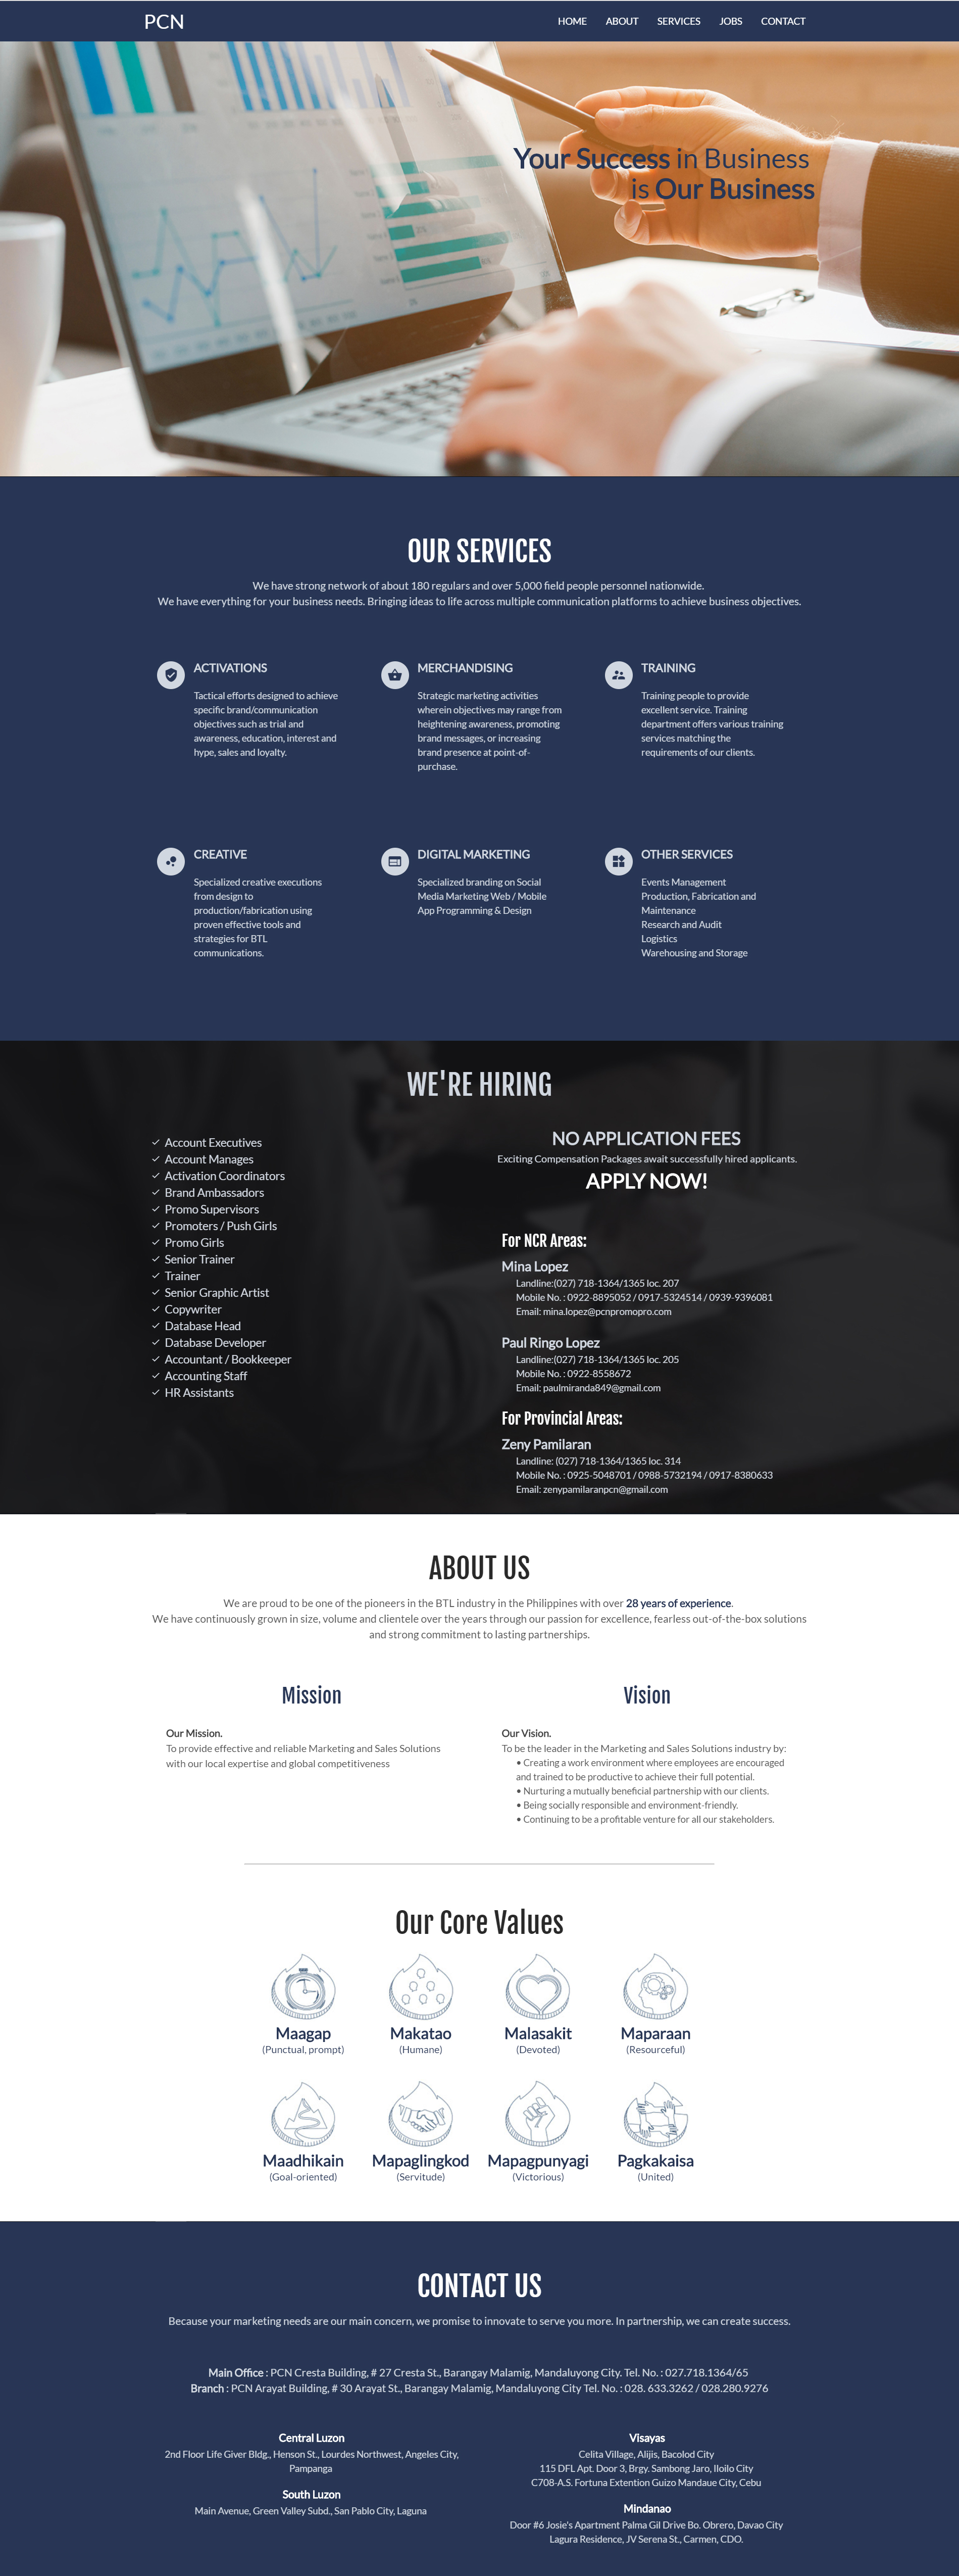 PCN
HOME ABOUT SERVICES JOBS CONTACT
Your Success in Business
is Our Business
OUR SERVICES
We have strong network of about 180 regulars and over 5,000 field people personnel nationwide.
We have everything for your business needs. Bringing ideas to life across multiple communication platforms to achieve business objectives.
ACTIVATIONS
Tactical efforts designed to achieve
specific brand/communication
objectives such as trial and
awareness, education, interest and
hype, sales and loyalty.
MERCHANDISING
Strategic marketing activities
wherein objectives may range from
heightening awareness, promoting
brand messages, or increasing
brand presence at point-of-
purchase.
TRAINING
Training people to provide
excellent service. Training
department offers various training
services matching the
requirements of our clients.
CREATIVE
Specialized creative executions
from design to
production/fabrication using
proven effective tools and
strategies for BTL
communications.
DIGITAL MARKETING
Specialized branding on Social
Media Marketing Web / Mobile
App Programming & Design
OTHER SERVICES
Events Management
Production, Fabrication and
Maintenance
Research and Audit
Logistics
Warehousing and Storage
WE'RE HIRING
Account Executives
Account Manages
Activation Coordinators
Brand Ambassadors
Promo Supervisors
Promoters / Push Girls
Promo Girls
Senior Trainer
Trainer
Senior Graphic Artist
Copywriter
Database Head
Database Developer
Accountant / Bookkeeper
Accounting Staff
HR Assistants
NO APPLICATION FEES
Exciting Compensation Packages await successfully hired applicants.
APPLY NOW!
For NCR Areas:
Mina Lopez
Landline:(027) 718-1364/1365 loc. 207
Mobile No. : 0922-8895052 / 0917-5324514 / 0939-9396081
Email: mina.lopez@pcnpromopro.com
Paul Ringo Lopez
Landline:(027) 718-1364/1365 loc. 205
Mobile No. : 0922-8558672
Email: paulmiranda849@gmail.com
For Provincial Areas:
Zeny Pamilaran
Landline: (027) 718-1364/1365 loc. 314
Mobile No. : 0925-5048701 / 0988-5732194 / 0917-8380633
Email: zenypamilaranpcn@gmail.com
ABOUT US
We are proud to be one of the pioneers in the BTL industry in the Philippines with over 28 years of experience.
We have continuously grown in size, volume and clientele over the years through our passion for excellence, fearless out-of-the-box solutions
and strong commitment to lasting partnerships.
Mission
Our Mission.
To provide effective and reliable Marketing and Sales Solutions
with our local expertise and global competitiveness
Vision
Our Vision.
To be the leader in the Marketing and Sales Solutions industry by:
• Creating a work environment where employees are encouraged
and trained to be productive to achieve their full potential.
• Nurturing a mutually beneficial partnership with our clients.
• Being socially responsible and environment-friendly.
• Continuing to be a profitable venture for all our stakeholders.
Our Core Values
Maagap Makatao Malasakit Maparaan
(Punctual, prompt) (Humane) (Devoted) (Resourceful)
Maadhikain Mapaglingkod Mapagpunyagi Pagkakaisa
(Goal-oriented) (Servitude) (Victorious) (United)
CONTACT US
Because your marketing needs are our main concern, we promise to innovate to serve you more. In partnership, we can create success.
Main Office : PCN Cresta Building, # 27 Cresta St., Barangay Malamig, Mandaluyong City. Tel. No. : 027.718.1364/65
Branch : PCN Arayat Building, # 30 Arayat St., Barangay Malamig, Mandaluyong City Tel. No. : 028. 633.3262 / 028.280.9276
Central Luzon
2nd Floor Life Giver Bldg., Henson St., Lourdes Northwest, Angeles City,
Pampanga
South Luzon
Main Avenue, Green Valley Subd., San Pablo City, Laguna
Visayas
Celita Village, Alijis, Bacolod City
115 DFL Apt. Door 3, Brgy. Sambong Jaro, Iloilo City
C708-A.S. Fortuna Extention Guizo Mandaue City, Cebu
Mindanao
Door #6 Josie's Apartment Palma Gil Drive Bo. Obrero, Davao City
Lagura Residence, JV Serena St., Carmen, CDO.